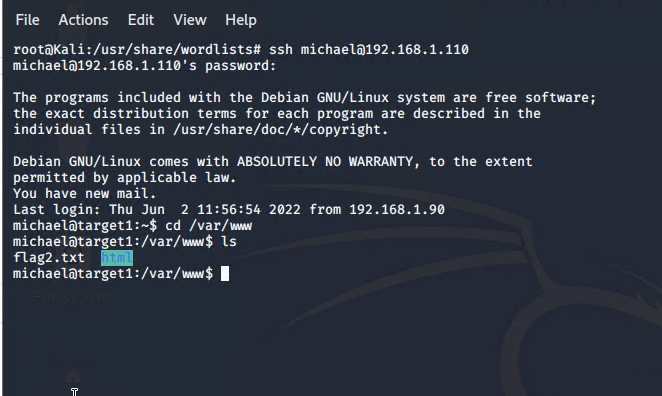 File Actions Edit View Help
root@Kali:/usr/share/wordlists# ssh michael@192.168.1.110
michael@192.168.1.110's password:
The programs included with the Debian GNU/Linux system are free software;
the exact distribution terms for each program are described in the
individual files in /usr/share/doc/*/copyright.
Debian GNU/Linux comes with ABSOLUTELY NO WARRANTY, to the extent
permitted by applicable law.
You have new mail.
Last login: Thu Jun  2 11:56:54 2022 from 192.168.1.90
michael@target1:~$ cd /var/www
michael@target1:/var/www$ ls
flag2.txt  html
michael@target1:/var/www$